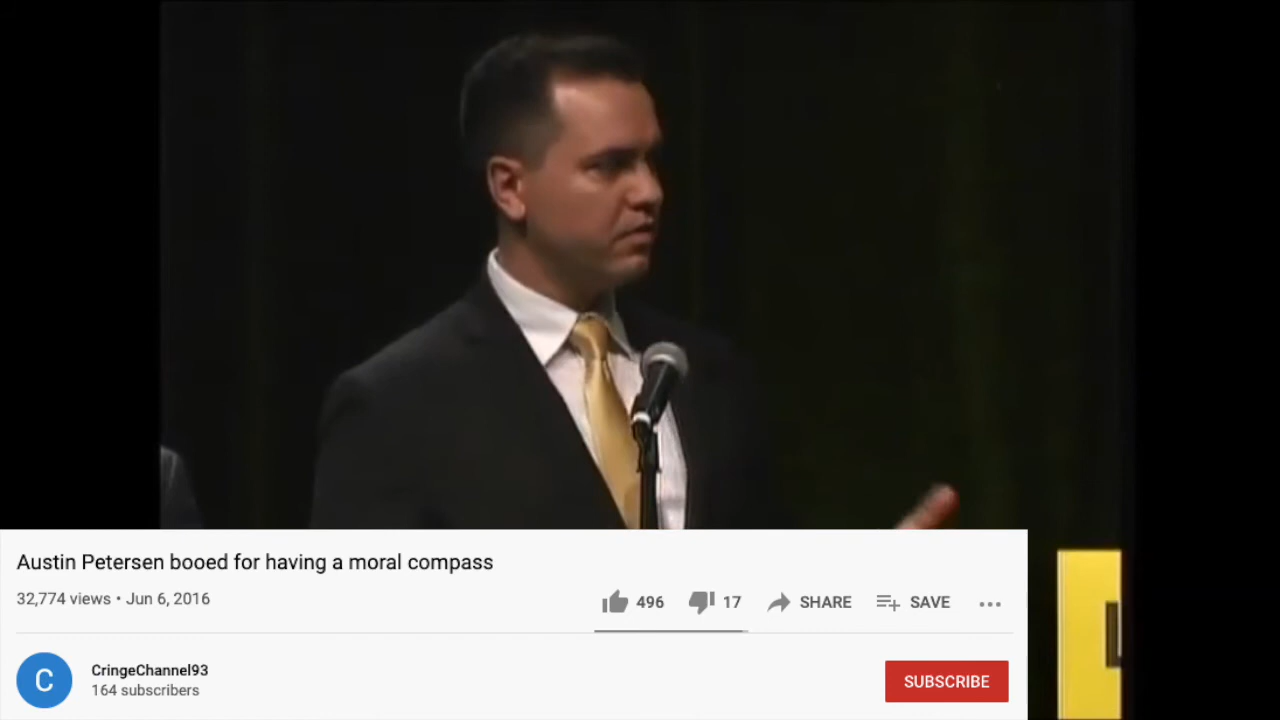 Austin Petersen booed for having a moral compass
32,774 views • Jun 6, 2016
496 17 SHARE SAVE
C
CringeChannel93
164 subscribers
SUBSCRIBE